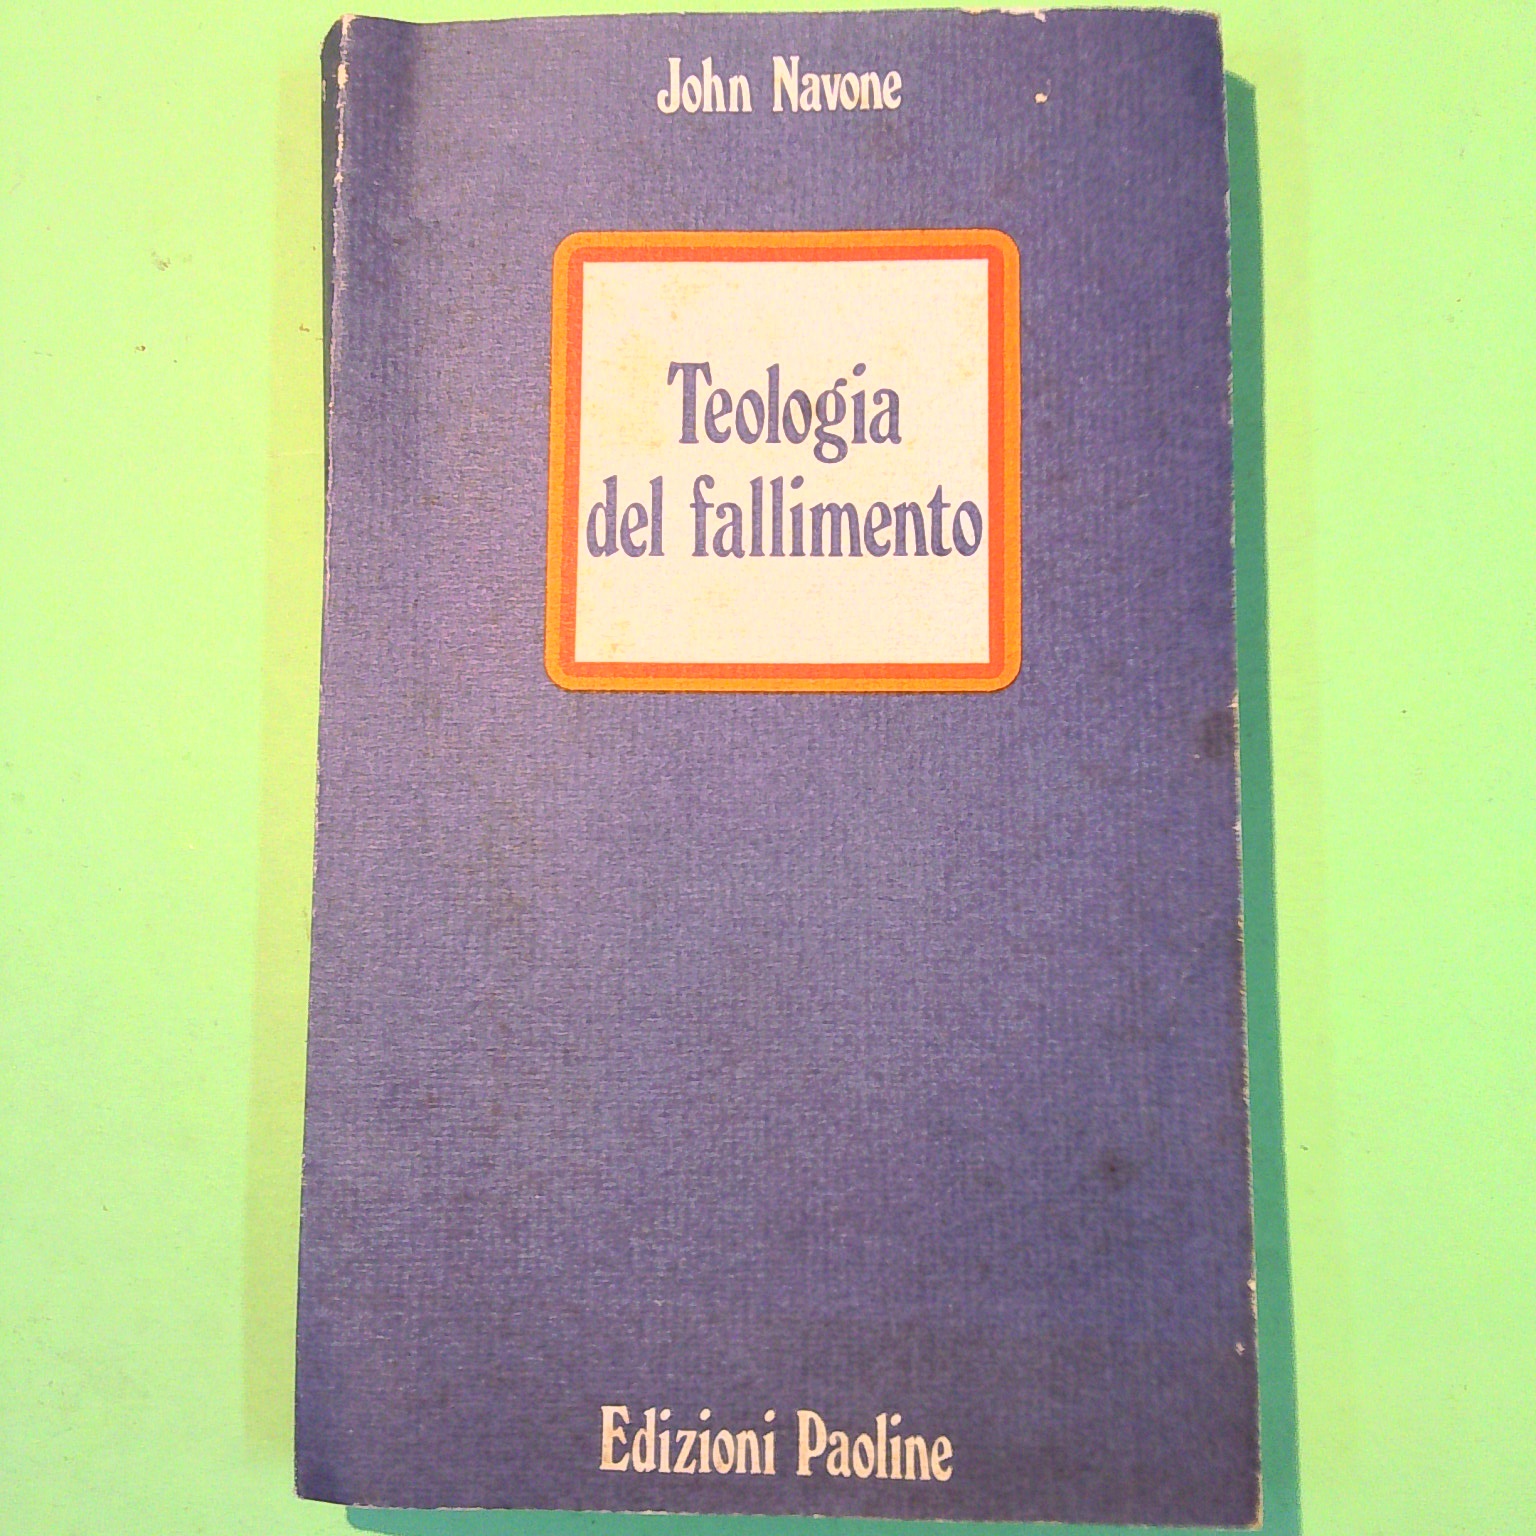 John Navone
Teologia
del fallimento
Edizioni Paoline